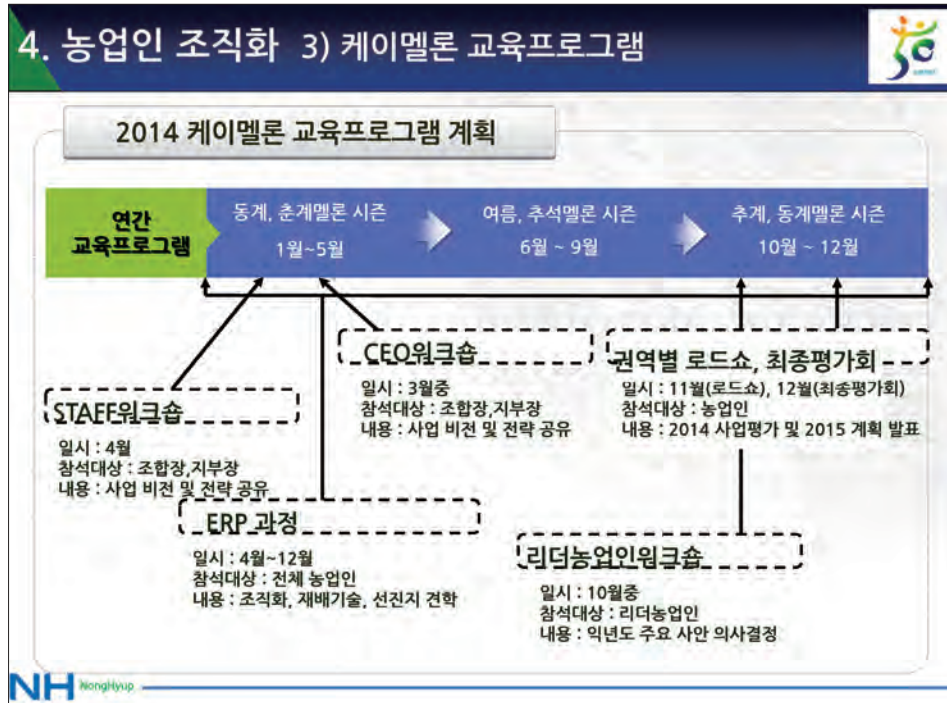 4. 농업인 조직화 3) 케이멜론 교육프로그램
2014 케이멜론 교육프로그램 계획
연간
교육프로그램
동계, 춘계멜론 시즌
1월~5월
여름, 추석멜론 시즌
6월 ~ 9월
추계, 동계멜론 시즌
10월 ~ 12월
CEO워크숍
일시 : 3월중
참석대상 : 조합장,지부장
내용 : 사업 비전 및 전략 공유
권역별 로드쇼, 최종평가회
일시 : 11월(로드쇼), 12월(최종평가회)
참석대상 : 농업인
내용 : 2014 사업평가 및 2015 계획 발표
STAFF워크숍
일시 : 4월
참석대상 : 조합장,지부장
내용 : 사업 비전 및 전략 공유
ERP 과정
일시 : 4월~12월
참석대상 : 전체 농업인
내용 : 조직화, 재배기술, 선진지 견학
리더농업인워크숍
일시 : 10월중
참석대상 : 리더농업인
내용 : 익년도 주요 사안 의사결정
NH NongHyup